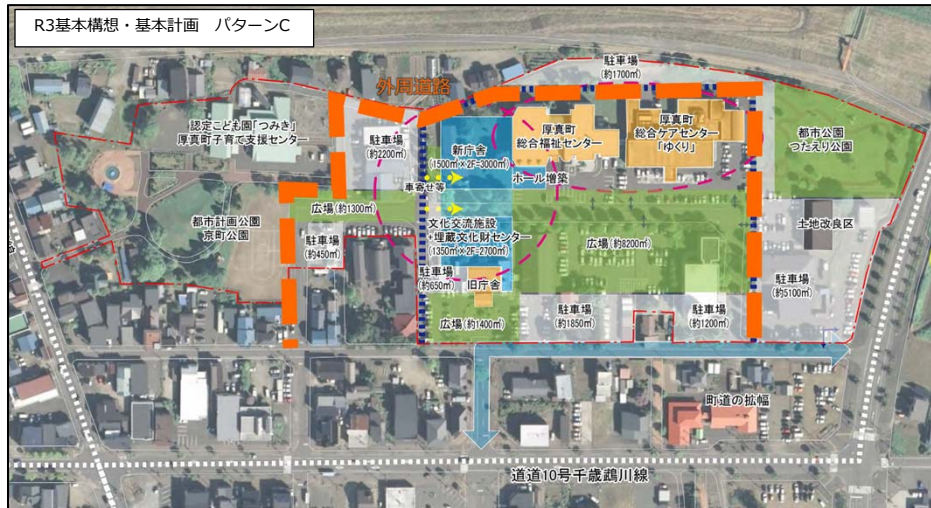 R3基本構想・基本計画 パターンC
外周道路
駐車場
(約1700㎡)
認定こども園「つみき」
厚真町子育て支援センター
駐車場
(約2200㎡)
新庁舎
(1500㎡×2F=3000㎡)
厚真町
総合福祉センター
厚真町
総合ケアセンター
「ゆくり」
都市公園
つたえり公園
車寄せ等
ホール増築
広場(約1300㎡)
都市計画公園
京町公園
駐車場
(約450㎡)
文化交流施設
+埋蔵文化財センター
(1350㎡×2F=2700㎡)
広場(約8200㎡)
土地改良区
駐車場
(約650㎡)
旧庁舎
駐車場
(約5100㎡)
広場(約1400㎡)
駐車場
(約1850㎡)
駐車場
(約1200㎡)
町道の拡幅
道道10号千歳鵡川線